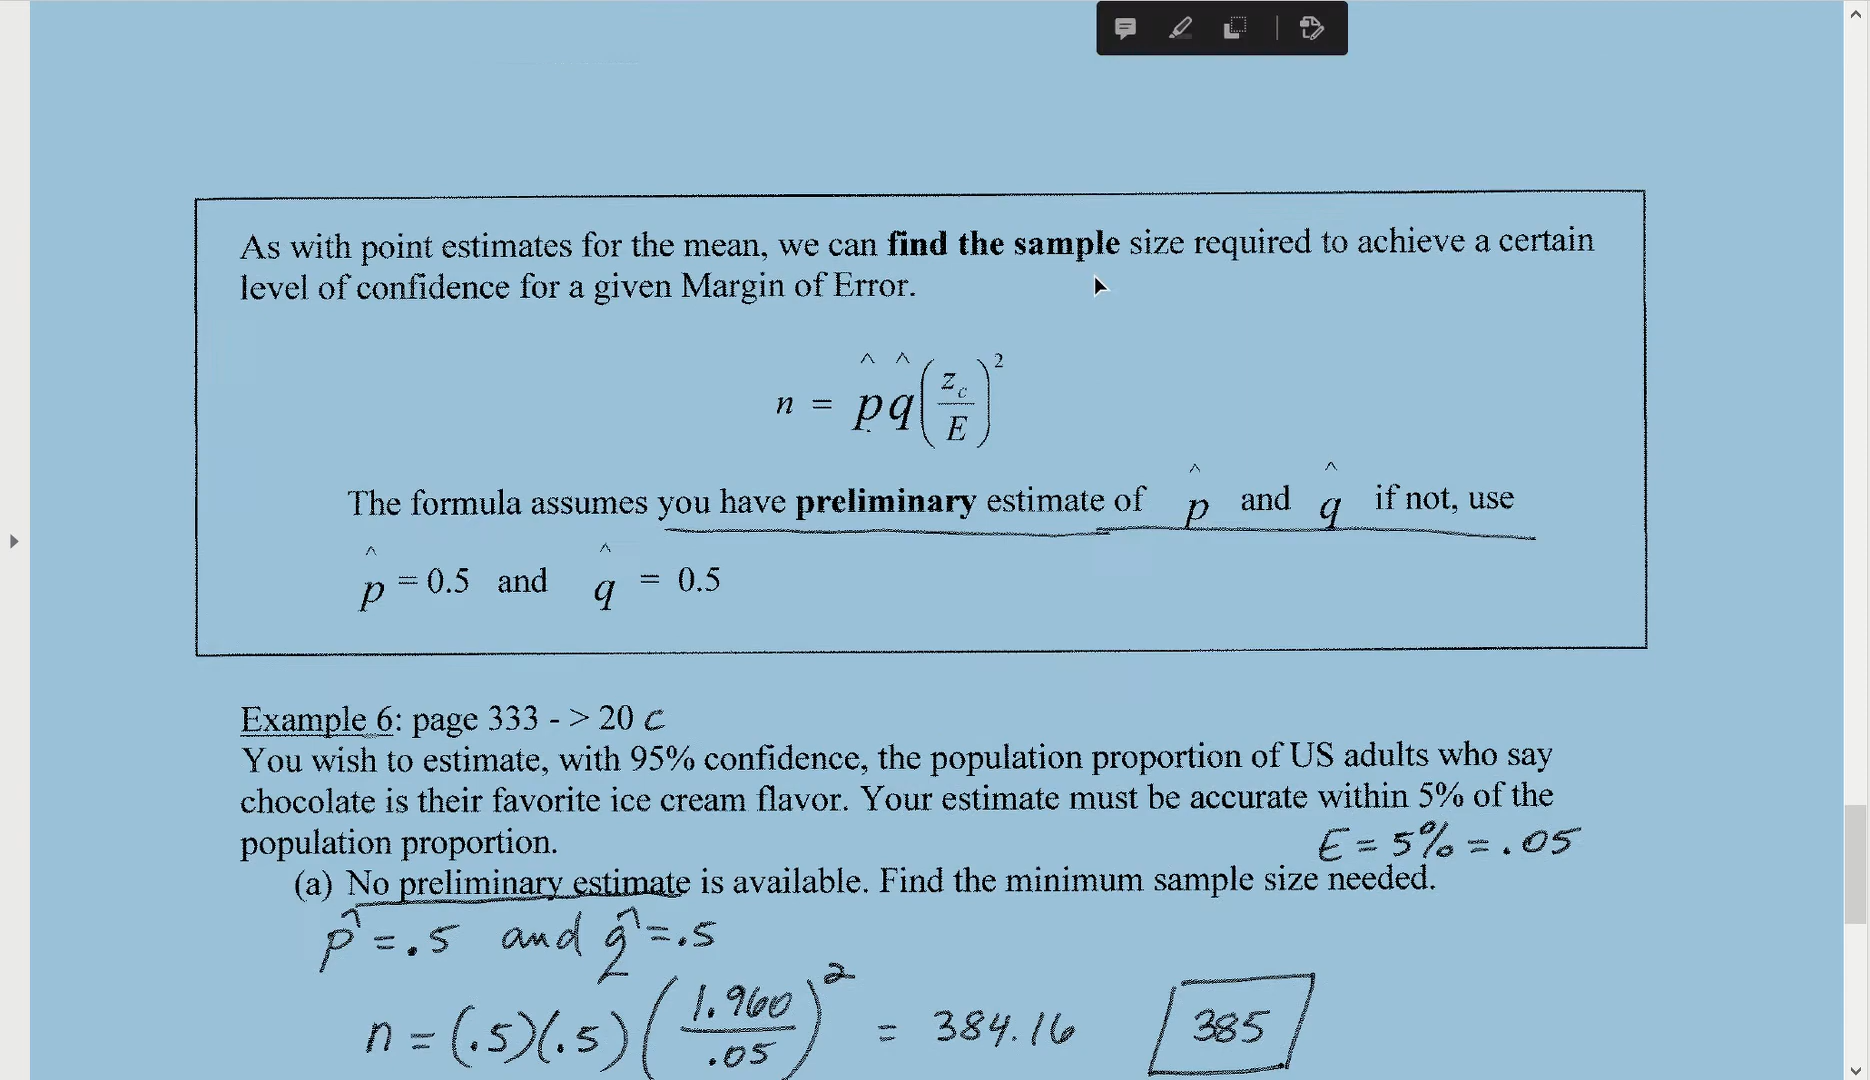 As with point estimates for the mean, we can find the sample size required to achieve a certain
level of confidence for a given Margin of Error.
n = p̂ q̂ (z_c / E)²
The formula assumes you have preliminary estimate of p̂ and q̂ if not, use
p̂ = 0.5 and q̂ = 0.5
Example 6: page 333 - > 20 c
You wish to estimate, with 95% confidence, the population proportion of US adults who say
chocolate is their favorite ice cream flavor. Your estimate must be accurate within 5% of the
population proportion. E = 5% = .05
(a) No preliminary estimate is available. Find the minimum sample size needed.
p̂ = .5 and q̂ = .5
n = (.5)(.5) (1.960 / .05)² = 384.16 385